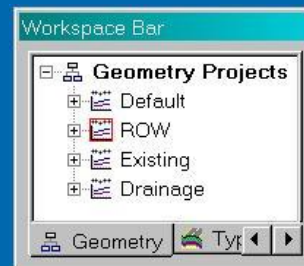 Workspace Bar
Geometry Projects
Default
ROW
Existing
Drainage
Geometry